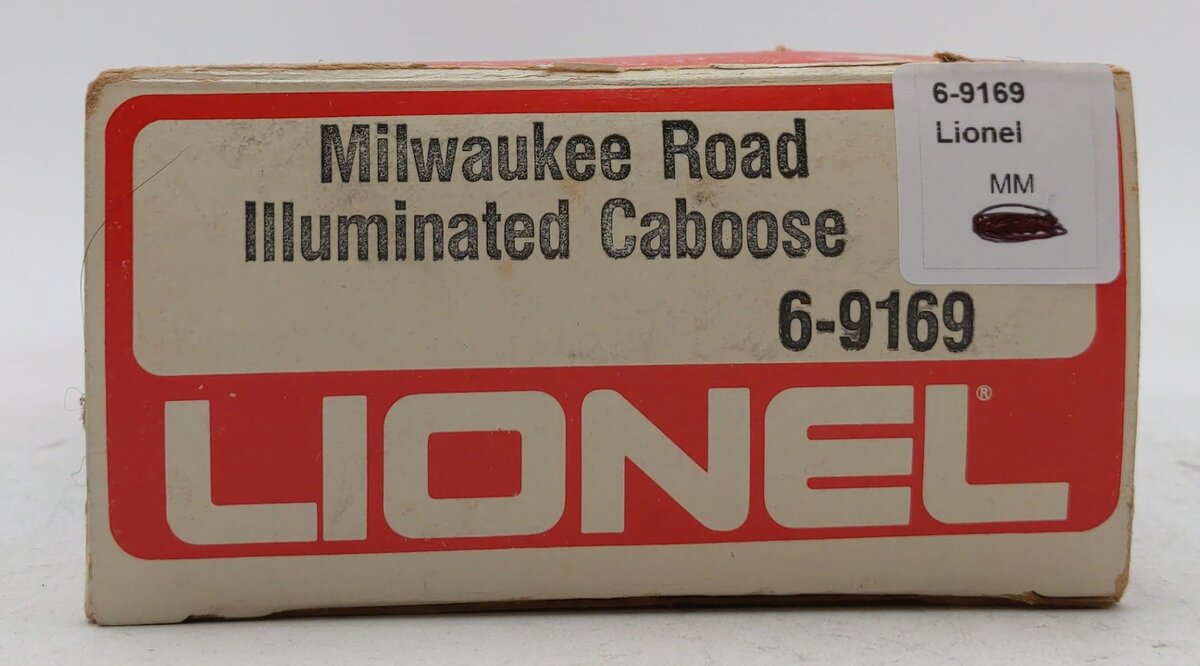 Milwaukee Road
Illuminated Caboose
6-9169
LIONEL®
6-9169
Lionel
MM